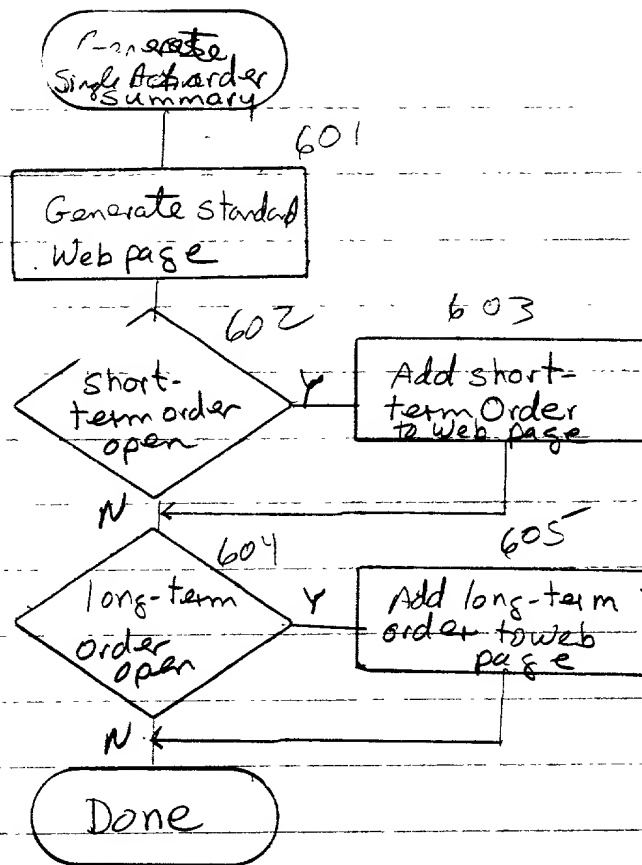 Generate
Single Action order
Summary
601
Generate standard
Web page
602
short-
term order
open
Y
603
Add short-
term Order
to Web page
N
604
long-term
order
open
Y
605
Add long-term
order to web
page
N
Done